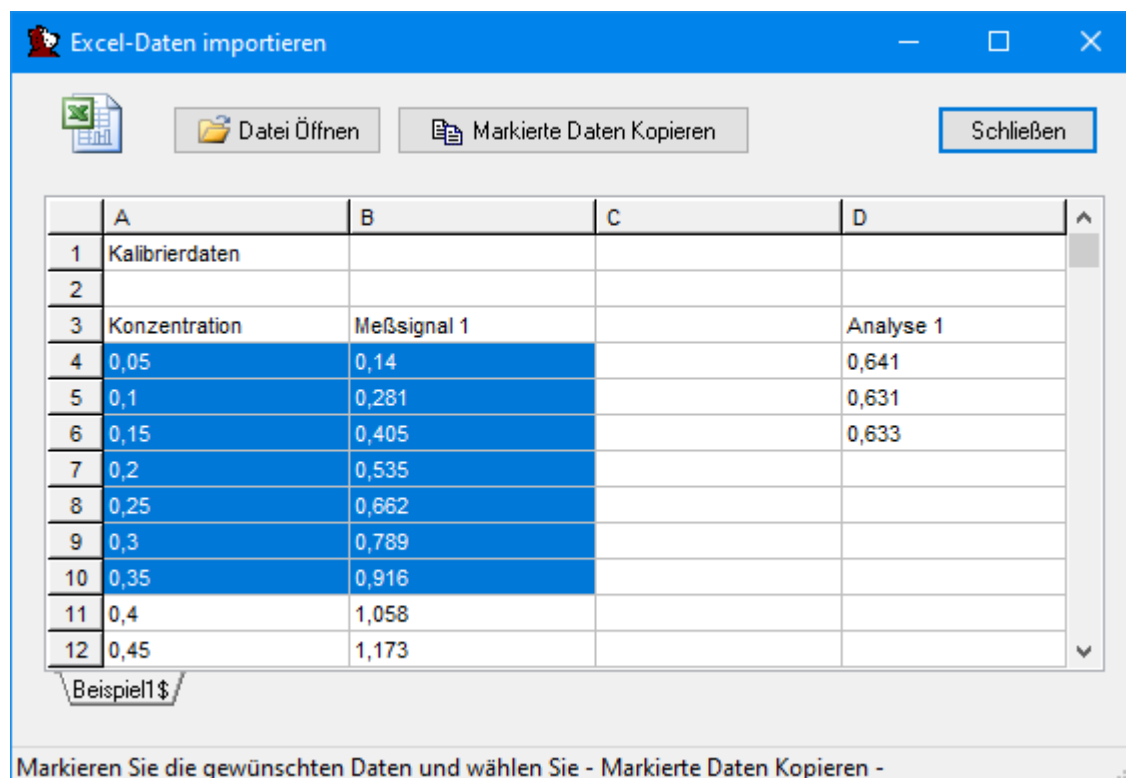 Excel-Daten importieren
Datei Öffnen Markierte Daten Kopieren Schließen
A B C D
1 Kalibrierdaten
2
3 Konzentration Meßsignal 1 Analyse 1
4 0,05 0,14 0,641
5 0,1 0,281 0,631
6 0,15 0,405 0,633
7 0,2 0,535
8 0,25 0,662
9 0,3 0,789
10 0,35 0,916
11 0,4 1,058
12 0,45 1,173
Beispiel1$
Markieren Sie die gewünschten Daten und wählen Sie - Markierte Daten Kopieren -